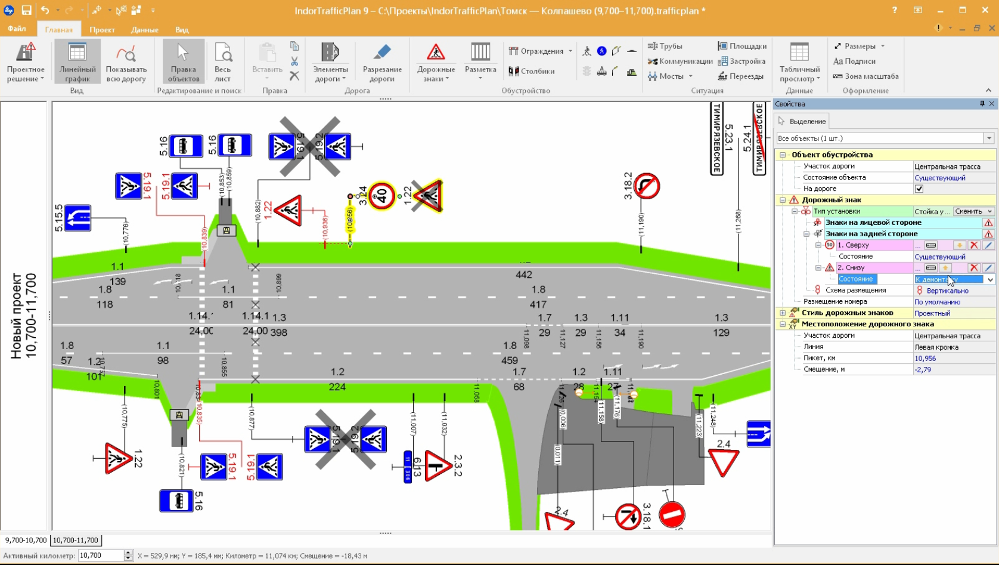 IndorTrafficPlan 9 – C:\Проекты\IndorTrafficPlan\Томск — Колпашево (9,700–11,700).trafficplan *
Файл
Главная
Проект
Данные
Вид
Проектное решение
Линейный график
Показывать всю дорогу
Вид
Правка объектов
Весь лист
Редактирование и поиск
Вставить
Правка
Элементы дороги
Разрезание дороги
Дорога
Дорожные знаки
Разметка
Ограждения
Столбики
Обустройство
Трубы
Коммуникации
Мосты
Площадки
Застройка
Переезды
Ситуация
Табличный просмотр
Данные
Размеры
Aa Подписи
Зона масштаба
Оформление
Новый проект
10,700-11,700
5.16
5.16
5.19.1
5.19.2
5.19.1
5.19.1
(10,853)
(10,859)
5.15.5
(10,776)
(10,839)
(10,882)
1.22
(10,936)
3.24
40
1.22
3.18.2
(11,190)
ТИМИРЯЗЕВСКОЕ
5.23.1
5.24.1
(11,268)
1.1
139
1.8
118
1.1
81
10,899
442
1.8
417
1.14.1
24.00
1.14.1
24.00
1.3
398
1.7
29
1.3
29
1.11
34
1.3
129
11,098
11,127
11,156
11,190
1.8
57
1.2
101
1.1
98
10,855
1.8
459
1.2
224
1.7
68
1.2
28
1.11
10,801
(10,835)
11,058
(10,775)
1.22
(10,821)
5.16
5.19.1
5.19.1
(10,877)
5.19.2
(11,007)
(11,032)
6.13
2.3.2
(0,006)
(0,011)
(11,158)
(11,176)
(11,223)
(11,248)
2.4
2.4
3.18.1
Свойства
Выделение
Все объекты (1 шт.)
Объект обустройства
Участок дороги Центральная трасса
Состояние объекта Существующий
На дороге
Дорожный знак
Тип установки Стойка у... Сменить
Знаки на лицевой стороне
Знаки на задней стороне
50 1. Сверху ...
Состояние Существующий
2. Снизу ...
Состояние К демонтажу
Схема размещения Вертикально
Размещение номера По умолчанию
Стиль дорожных знаков Проектный
Местоположение дорожного знака
Участок дороги Центральная трасса
Линия Левая кромка
Пикет, км 10,956
Смещение, м -2,79
9,700-10,700 10,700-11,700
Активный километр: 10,700 X = 529,9 мм; Y = 185,4 мм; Километр = 11,074 км; Смещение = -18,43 м